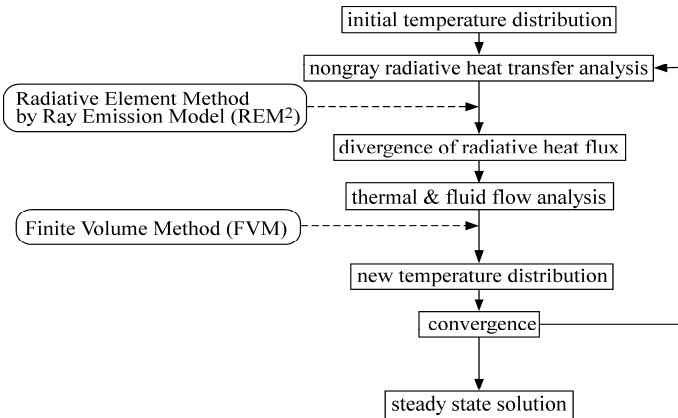 initial temperature distribution
nongray radiative heat transfer analysis
Radiative Element Method
by Ray Emission Model (REM²)
divergence of radiative heat flux
thermal & fluid flow analysis
Finite Volume Method (FVM)
new temperature distribution
convergence
steady state solution